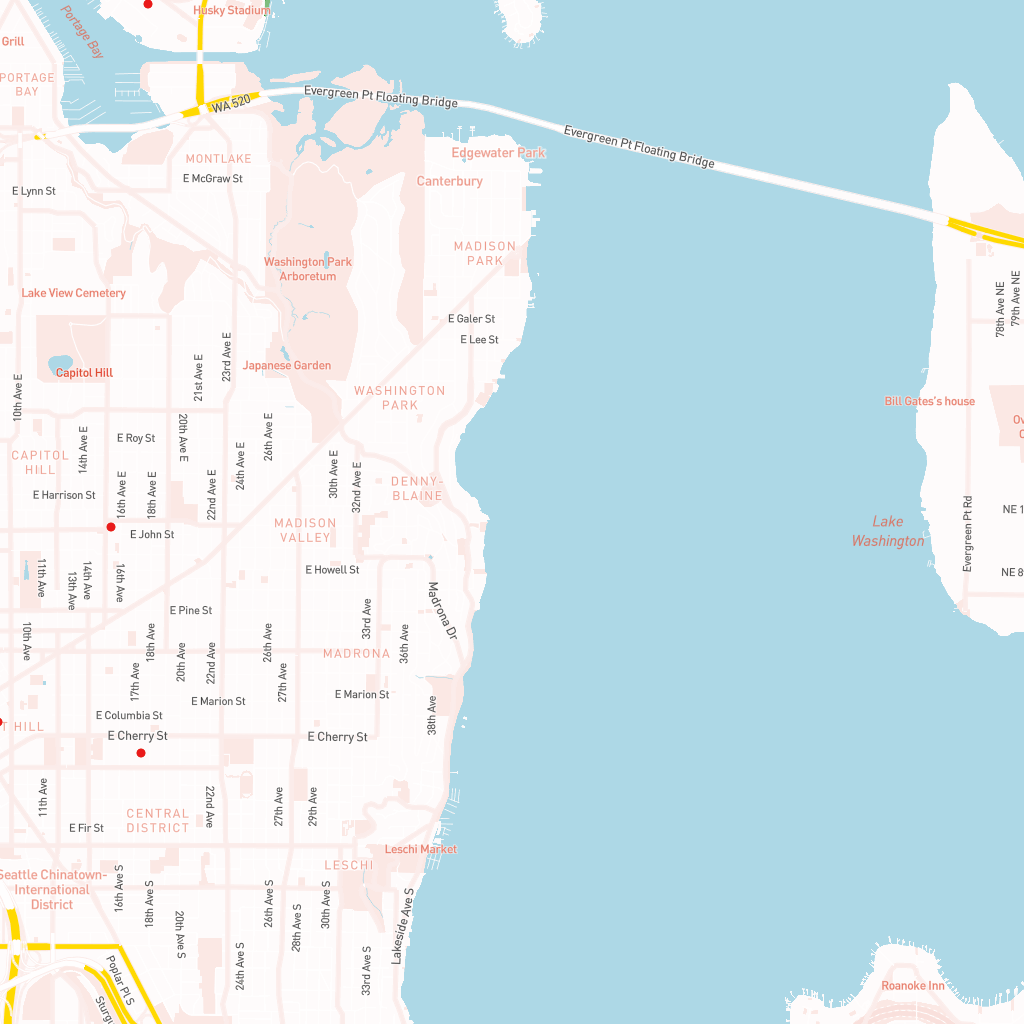 Husky Stadium
Portage Bay
Grill
PORTAGE
BAY
WA 520
Evergreen Pt Floating Bridge
Evergreen Pt Floating Bridge
MONTLAKE
E McGraw St
E Lynn St
Edgewater Park
Canterbury
MADISON
PARK
Washington Park
Arboretum
Lake View Cemetery
E Galer St
E Lee St
78th Ave NE
79th Ave NE
23rd Ave E
21st Ave E
Japanese Garden
Capitol Hill
10th Ave E
WASHINGTON
PARK
Bill Gates's house
20th Ave E
26th Ave E
E Roy St
14th Ave E
24th Ave E
CAPITOL
HILL
30th Ave E
32nd Ave E
DENNY-
BLAINE
16th Ave E
18th Ave E
22nd Ave E
E Harrison St
MADISON
VALLEY
E John St
Lake
Washington
Evergreen Pt Rd
NE 1
NE 8
E Howell St
11th Ave
13th Ave
14th Ave
16th Ave
E Pine St
33rd Ave
36th Ave
Madrona Dr
10th Ave
18th Ave
20th Ave
22nd Ave
26th Ave
27th Ave
17th Ave
MADRONA
E Marion St
E Marion St
38th Ave
E Columbia St
T HILL
E Cherry St
E Cherry St
11th Ave
22nd Ave
27th Ave
29th Ave
CENTRAL
DISTRICT
E Fir St
Leschi Market
LESCHI
Seattle Chinatown-
International
District
16th Ave S
18th Ave S
20th Ave S
24th Ave S
26th Ave S
28th Ave S
30th Ave S
33rd Ave S
Lakeside Ave S
Poplar Pl S
Sturgu
Roanoke Inn